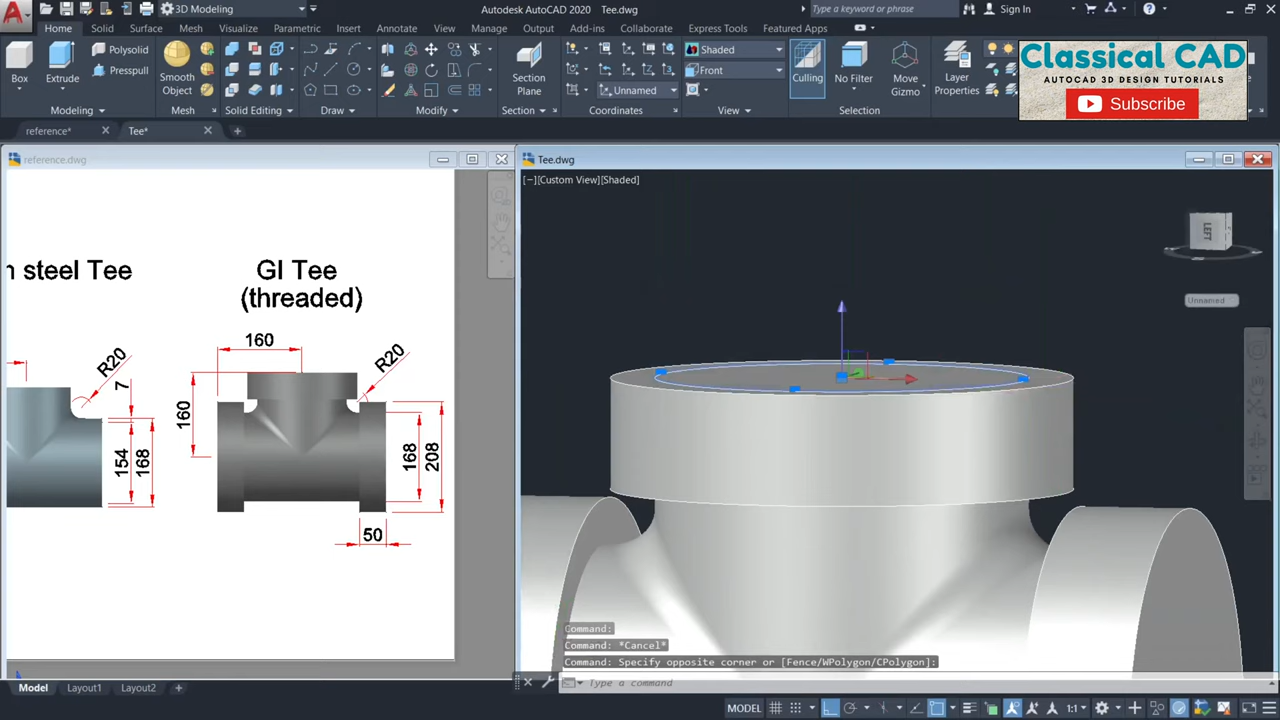 3D Modeling
Autodesk AutoCAD 2020 Tee.dwg
Type a keyword or phrase
Sign In
Home Solid Surface Mesh Visualize Parametric Insert Annotate View Manage Output Add-ins Collaborate Express Tools Featured Apps
Box
Extrude
Polysolid
Presspull
Smooth
Object
Section
Plane
Unnamed
Shaded
Front
Culling
No Filter
Move
Gizmo
Layer
Properties
Classical CAD
AUTOCAD 3D DESIGN TUTORIALS
Subscribe
Modeling
Mesh
Solid Editing
Draw
Modify
Section
Coordinates
View
Selection
reference*
Tee*
reference.dwg
Tee.dwg
[−][Custom View][Shaded]
LEFT
Unnamed
steel Tee
GI Tee
(threaded)
160
R20
R20
7
160
154
168
168
208
50
Command:
Command: *Cancel*
Command: Specify opposite corner or [Fence/WPolygon/CPolygon]:
Type a command
Model
Layout1
Layout2
MODEL
1:1